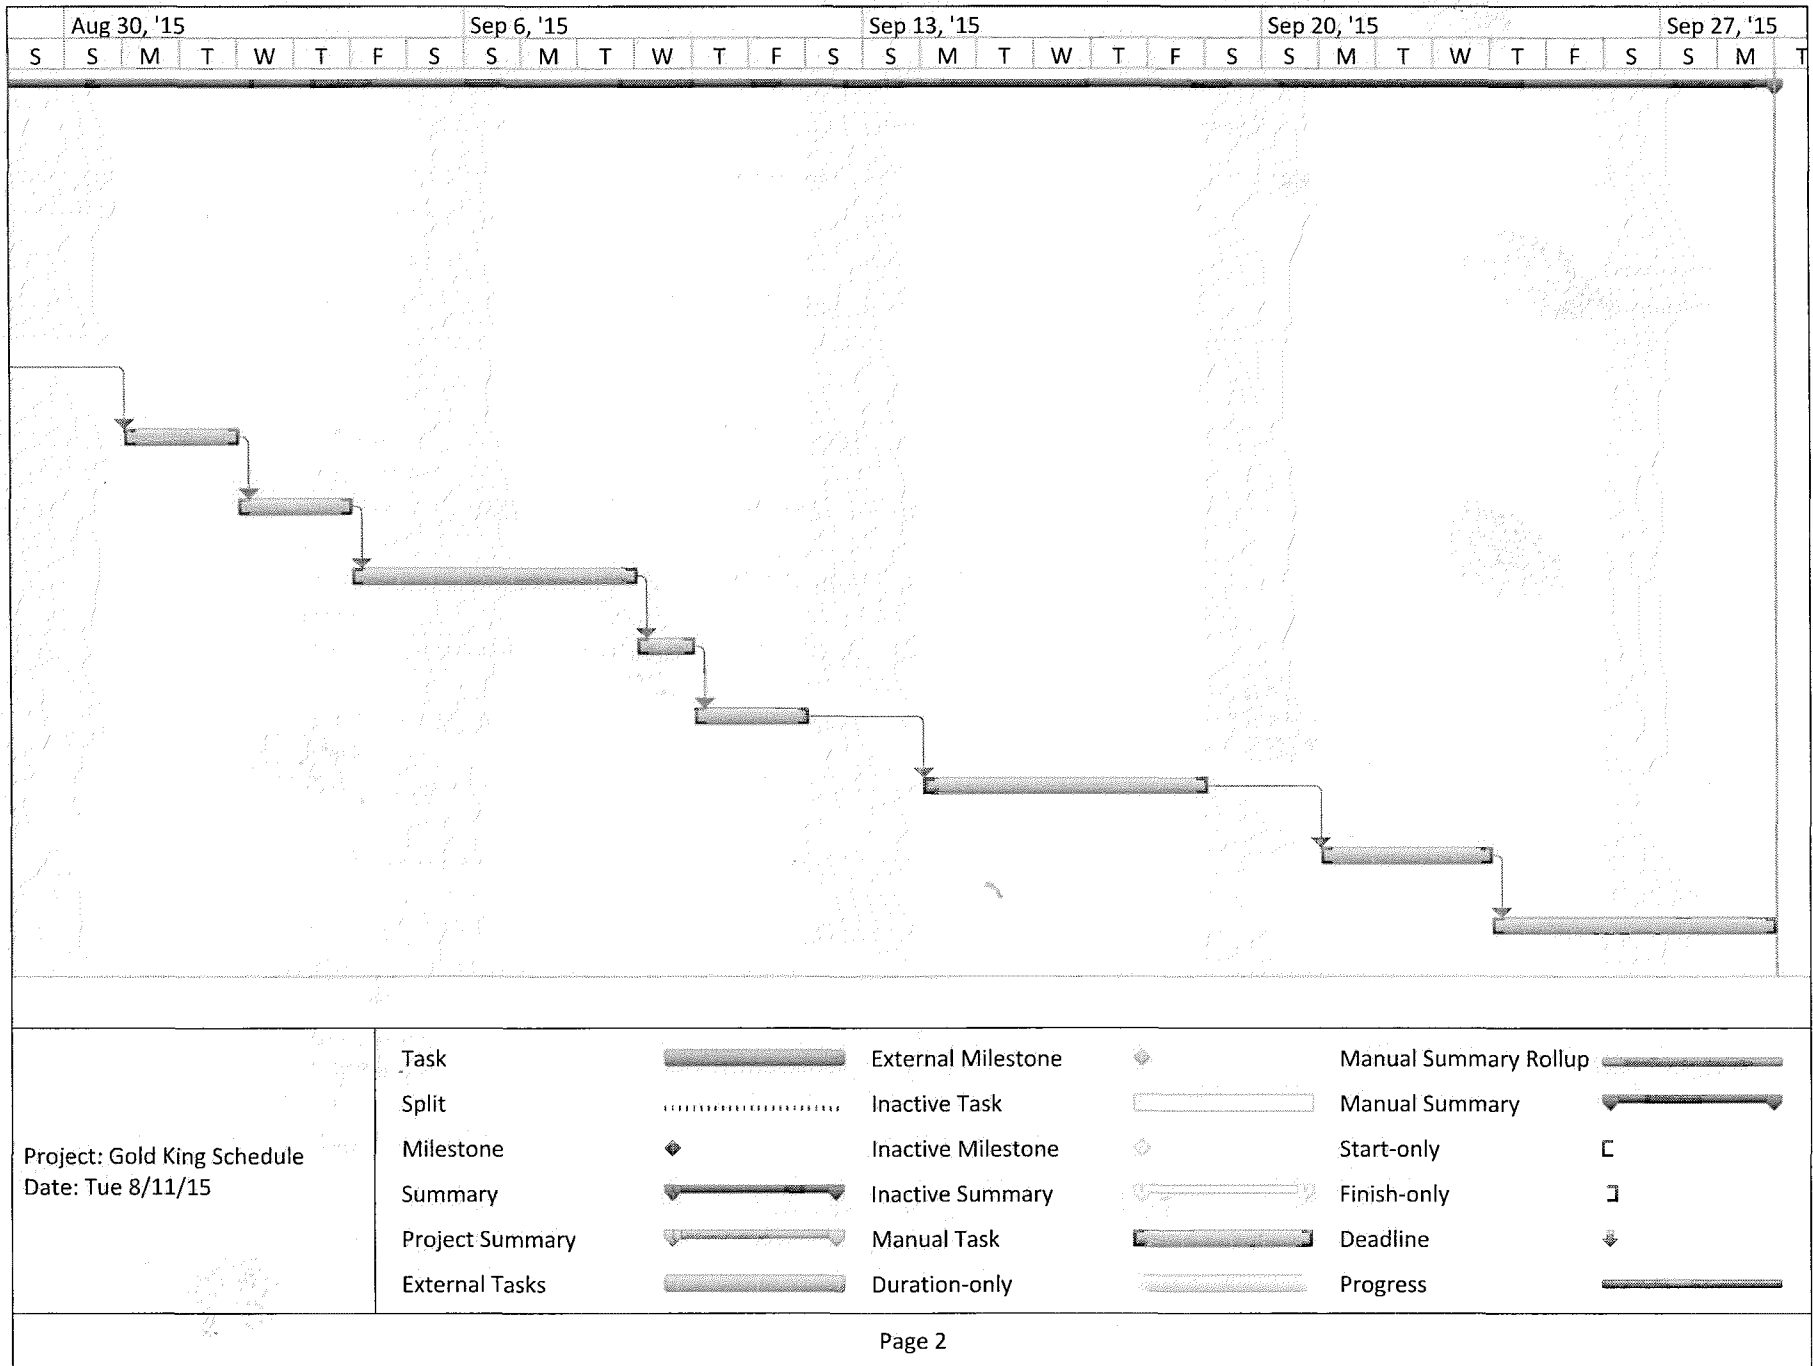 Aug 30, '15 Sep 6, '15 Sep 13, '15 Sep 20, '15 Sep 27, '15
S S M T W T F S S M T W T F S S M T W T F S S M T W T F S S M T
Task
Split
Milestone
Summary
Project Summary
External Tasks
External Milestone
Inactive Task
Inactive Milestone
Inactive Summary
Manual Task
Duration-only
Manual Summary Rollup
Manual Summary
Start-only
Finish-only
Deadline
Progress
Project: Gold King Schedule
Date: Tue 8/11/15
Page 2